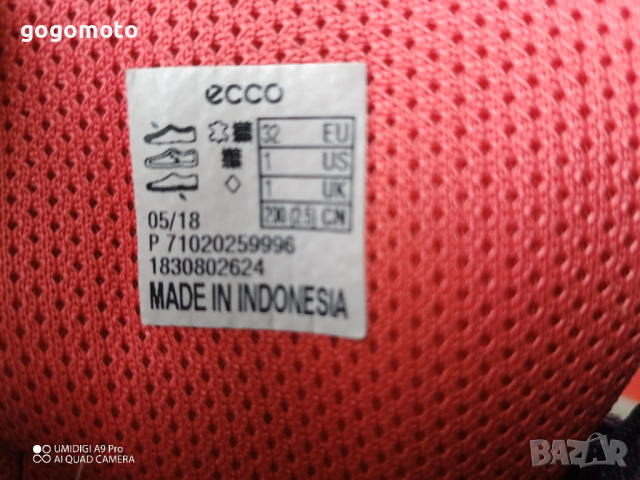 gogomoto
ecco
32 EU
1 US
1 UK
200 (2.5) CN
05/18
P 71020259996
1830802624
MADE IN INDONESIA
UMIDIGI A9 Pro
AI QUAD CAMERA
BAZAR